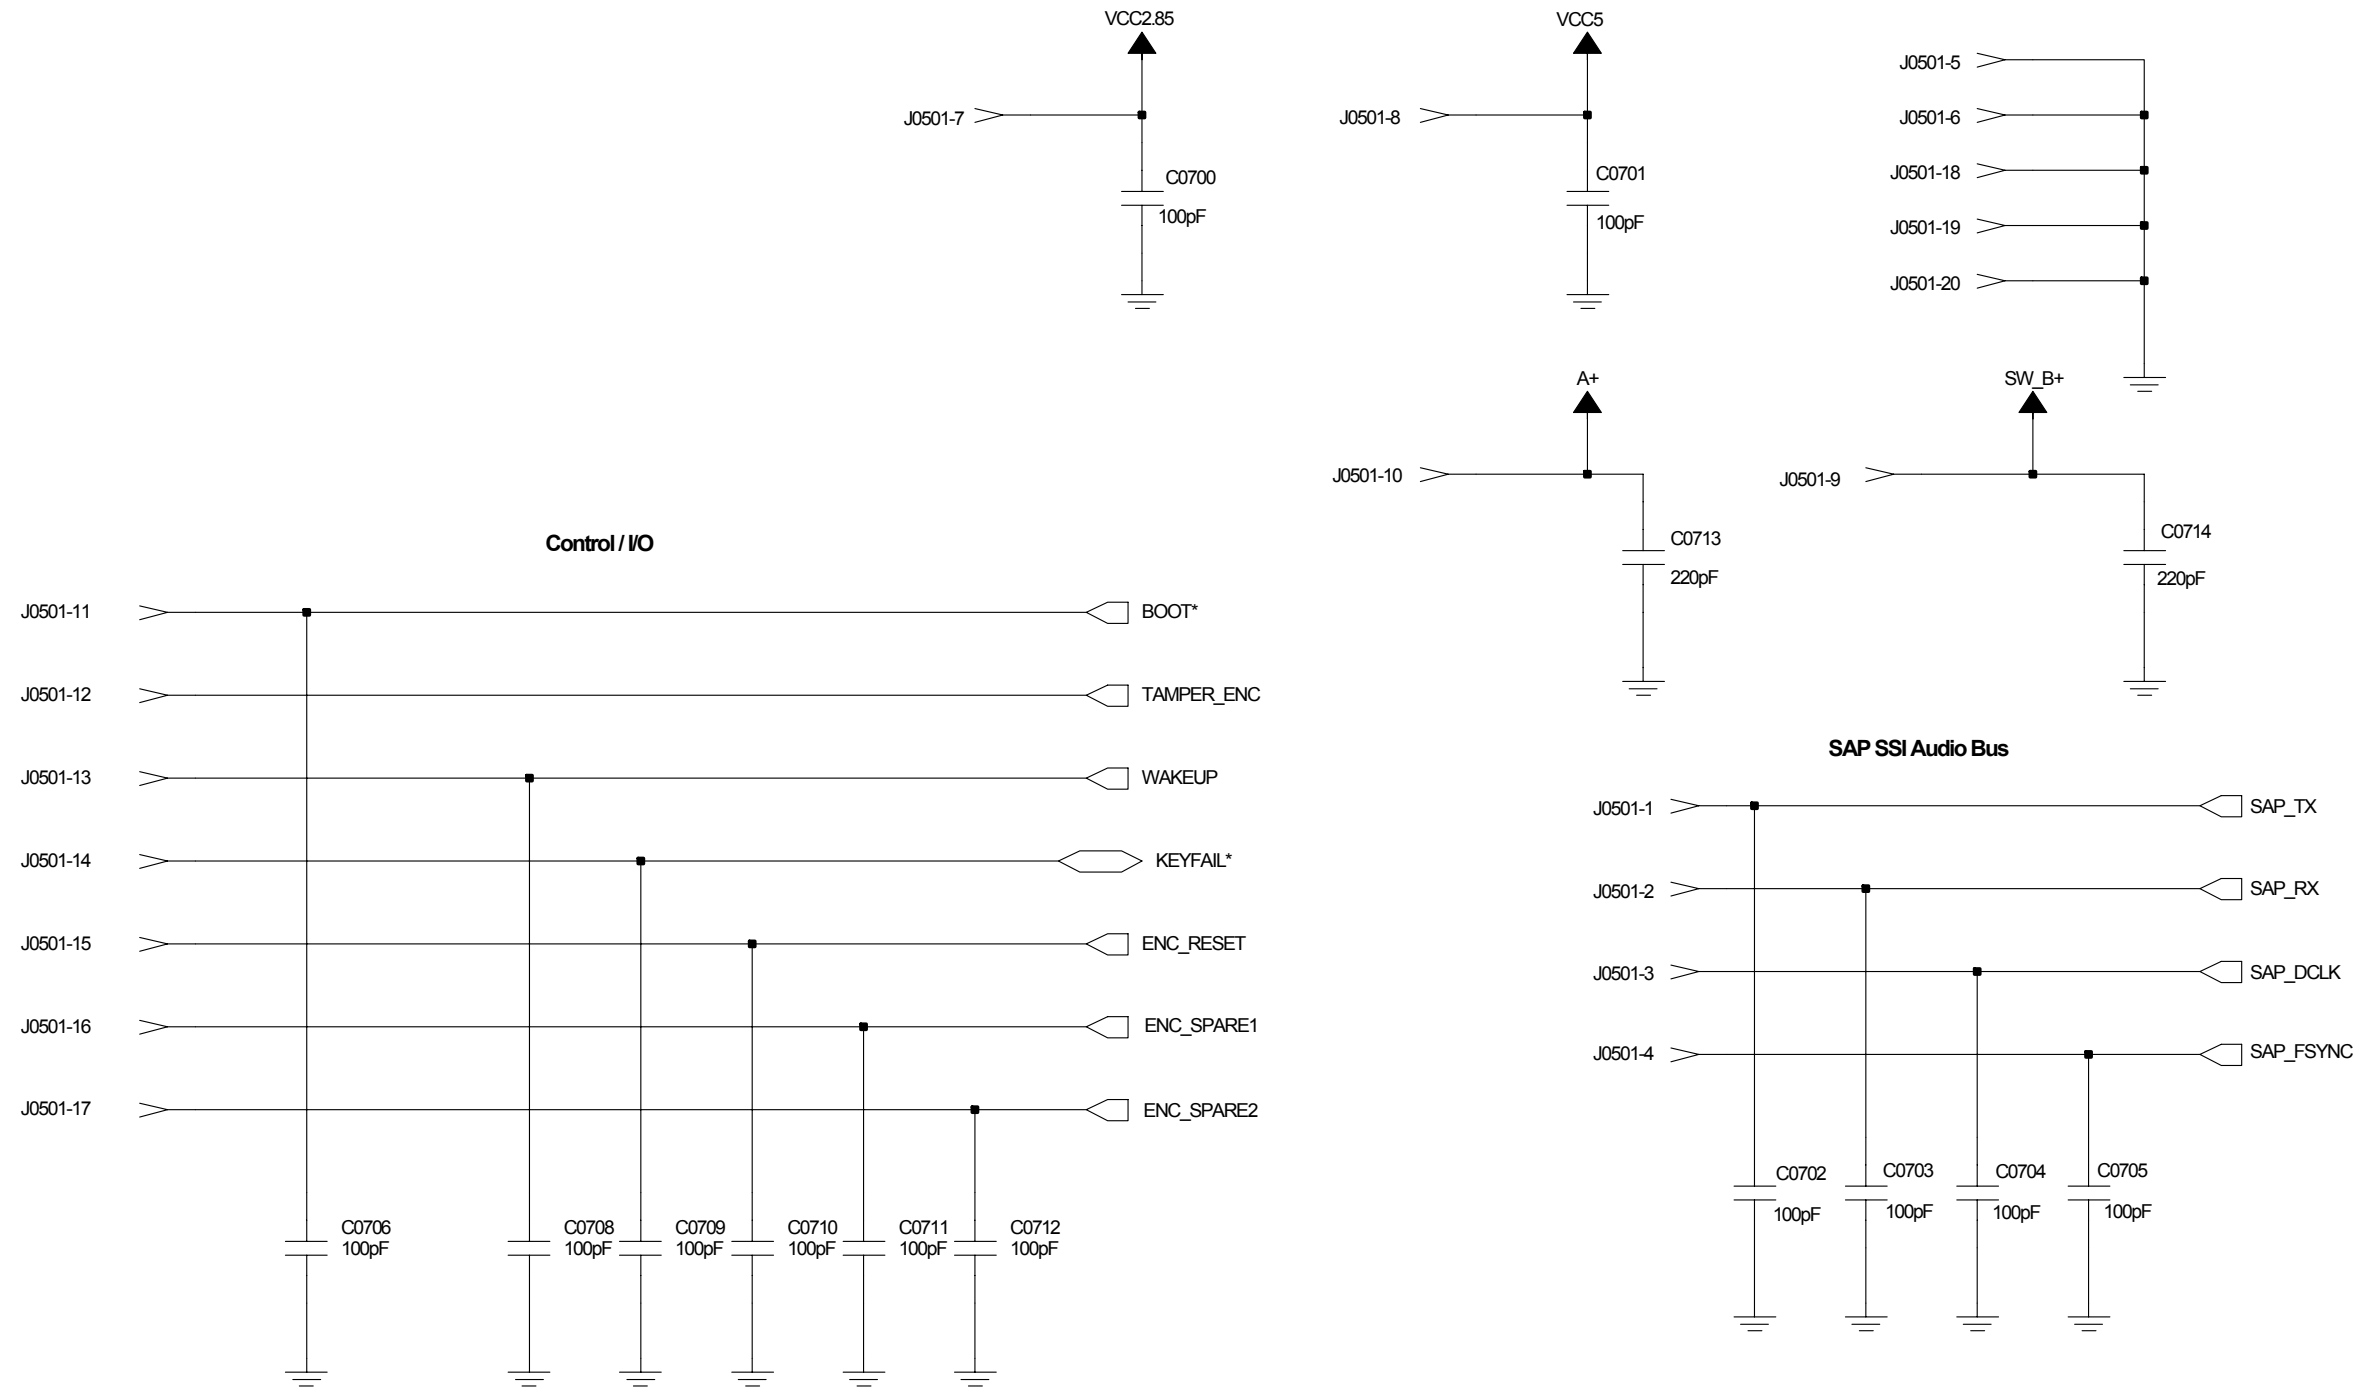 VCC2.85
J0501-7
C0700
100pF
VCC5
J0501-8
C0701
100pF
J0501-5
J0501-6
J0501-18
J0501-19
J0501-20
A+
J0501-10
C0713
220pF
SW_B+
J0501-9
C0714
220pF
Control / I/O
J0501-11
BOOT*
J0501-12
TAMPER_ENC
J0501-13
WAKEUP
J0501-14
KEYFAIL*
J0501-15
ENC_RESET
J0501-16
ENC_SPARE1
J0501-17
ENC_SPARE2
C0706
100pF
C0708
100pF
C0709
100pF
C0710
100pF
C0711
100pF
C0712
100pF
SAP SSI Audio Bus
J0501-1
SAP_TX
J0501-2
SAP_RX
J0501-3
SAP_DCLK
J0501-4
SAP_FSYNC
C0702
100pF
C0703
100pF
C0704
100pF
C0705
100pF